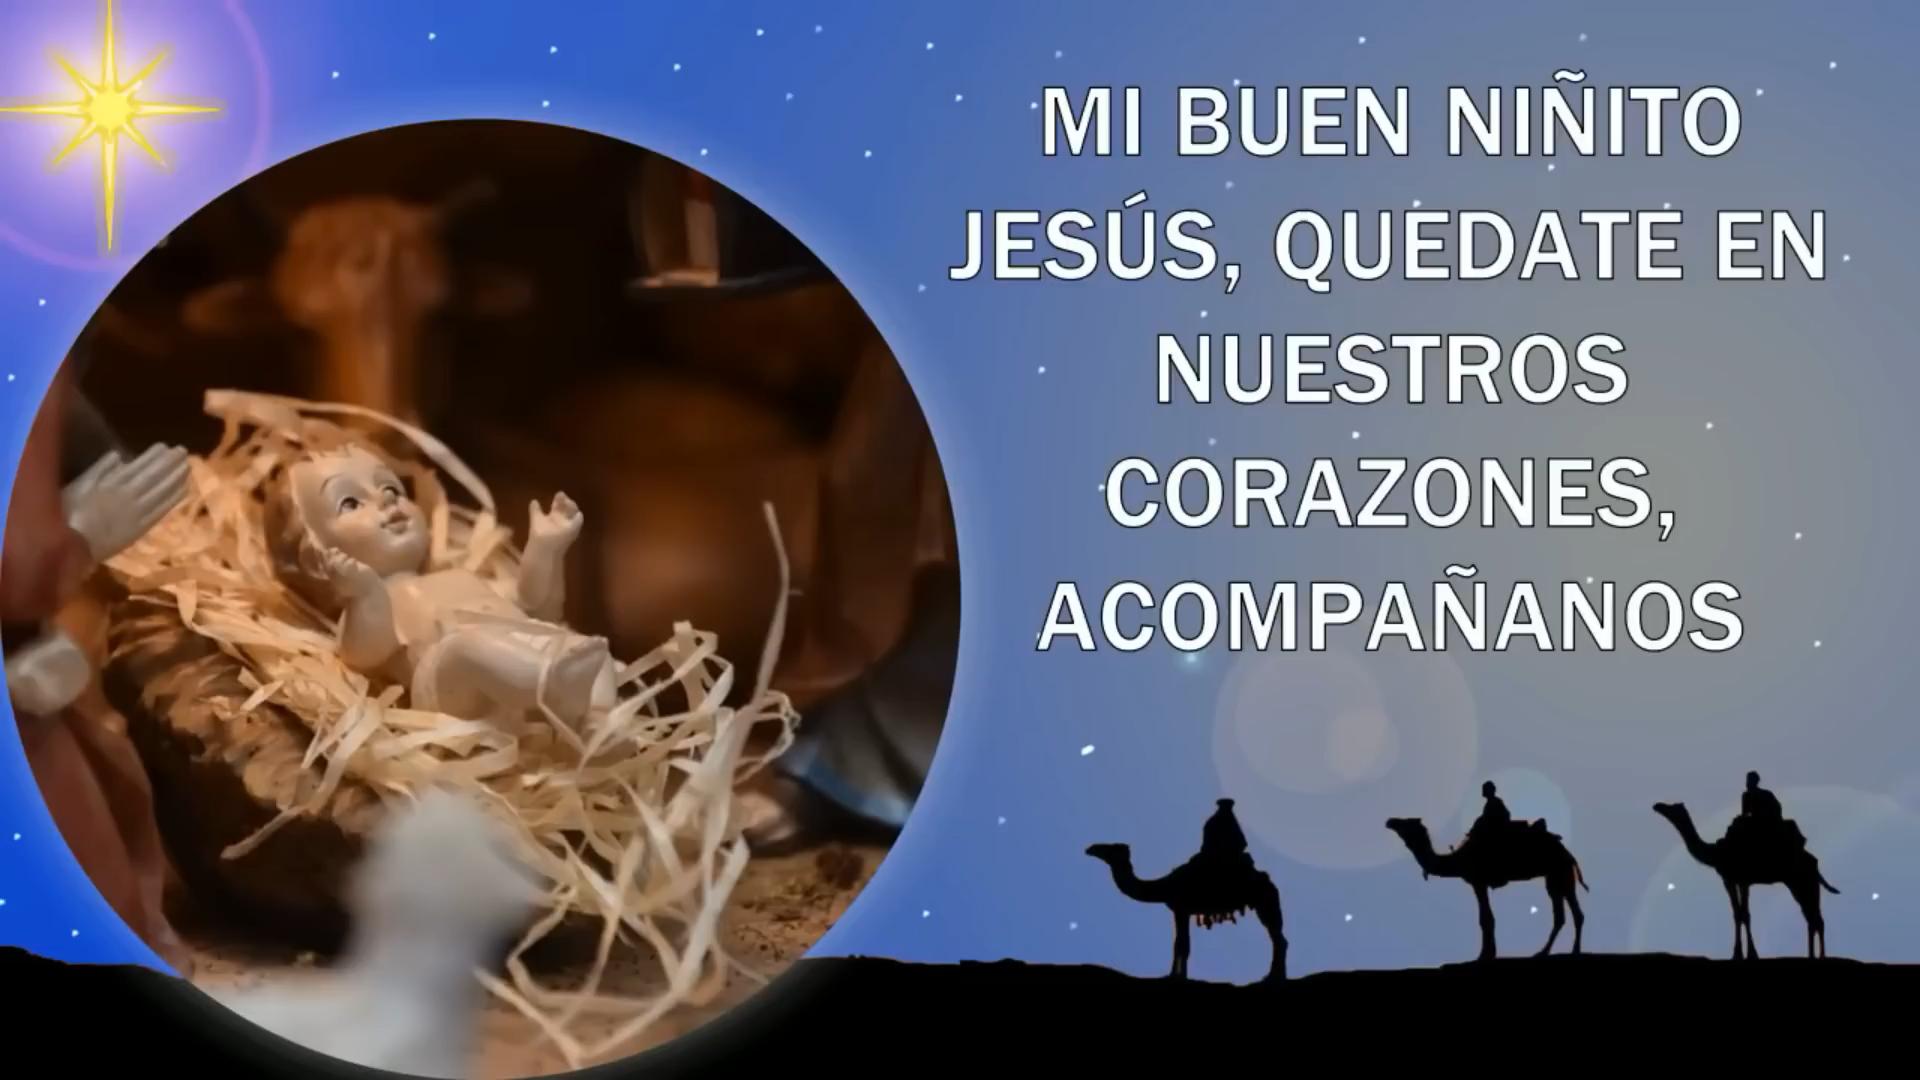 MI BUEN NIÑITO
JESÚS, QUEDATE EN
NUESTROS
CORAZONES,
ACOMPAÑANOS